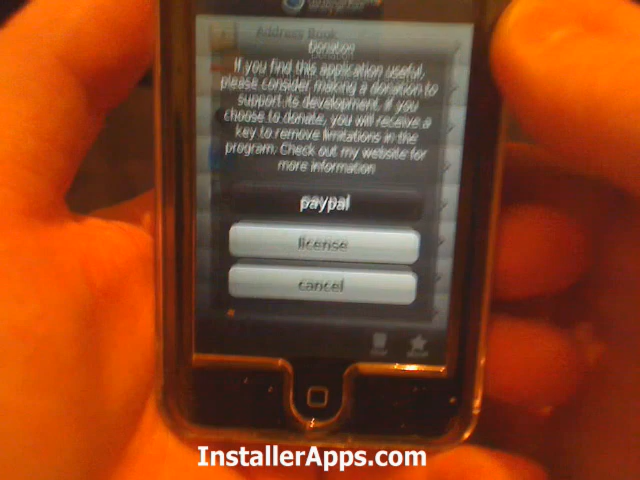 Address Book
Donation
If you find this application useful,
please consider making a donation to
support its development. If you
choose to donate, you will receive a
key to remove limitations in the
program. Check out my website for
more information
paypal
license
cancel
InstallerApps.com